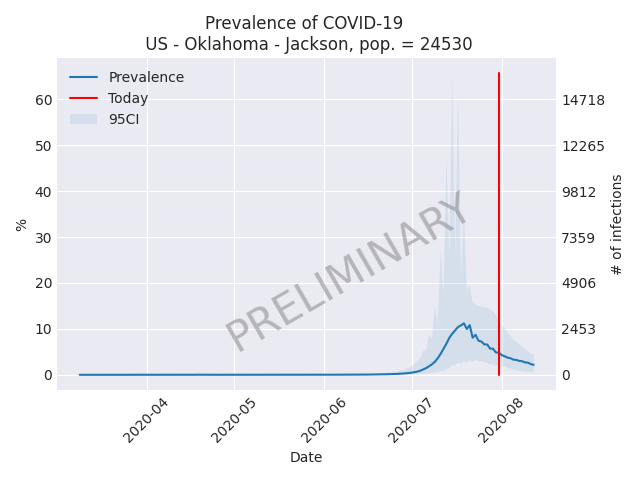 Prevalence of COVID-19
US - Oklahoma - Jackson, pop. = 24530
Prevalence
Today
95CI
60
50
40
30
20
10
0
%
14718
12265
9812
7359
4906
2453
0
# of infections
PRELIMINARY
2020-04
2020-05
2020-06
2020-07
2020-08
Date